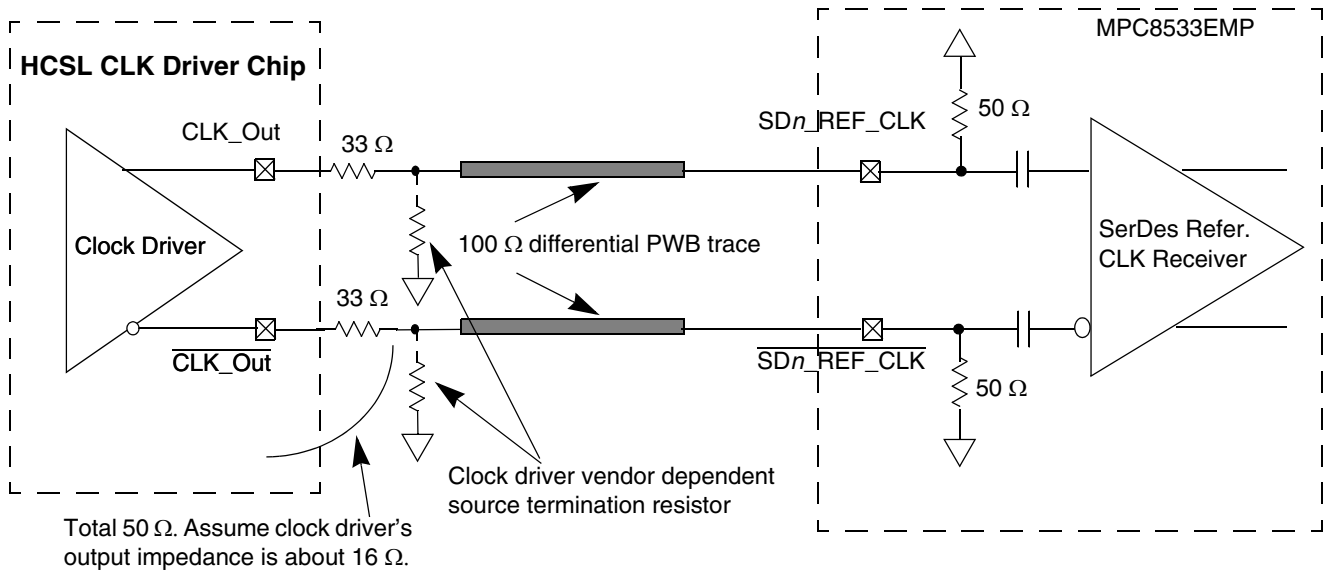 MPC8533EMP
HCSL CLK Driver Chip
CLK_Out
33 Ω
SDn_REF_CLK
50 Ω
Clock Driver
100 Ω differential PWB trace
SerDes Refer.
CLK Receiver
33 Ω
CLK_Out
SDn_REF_CLK
50 Ω
Clock driver vendor dependent
source termination resistor
Total 50 Ω. Assume clock driver's
output impedance is about 16 Ω.